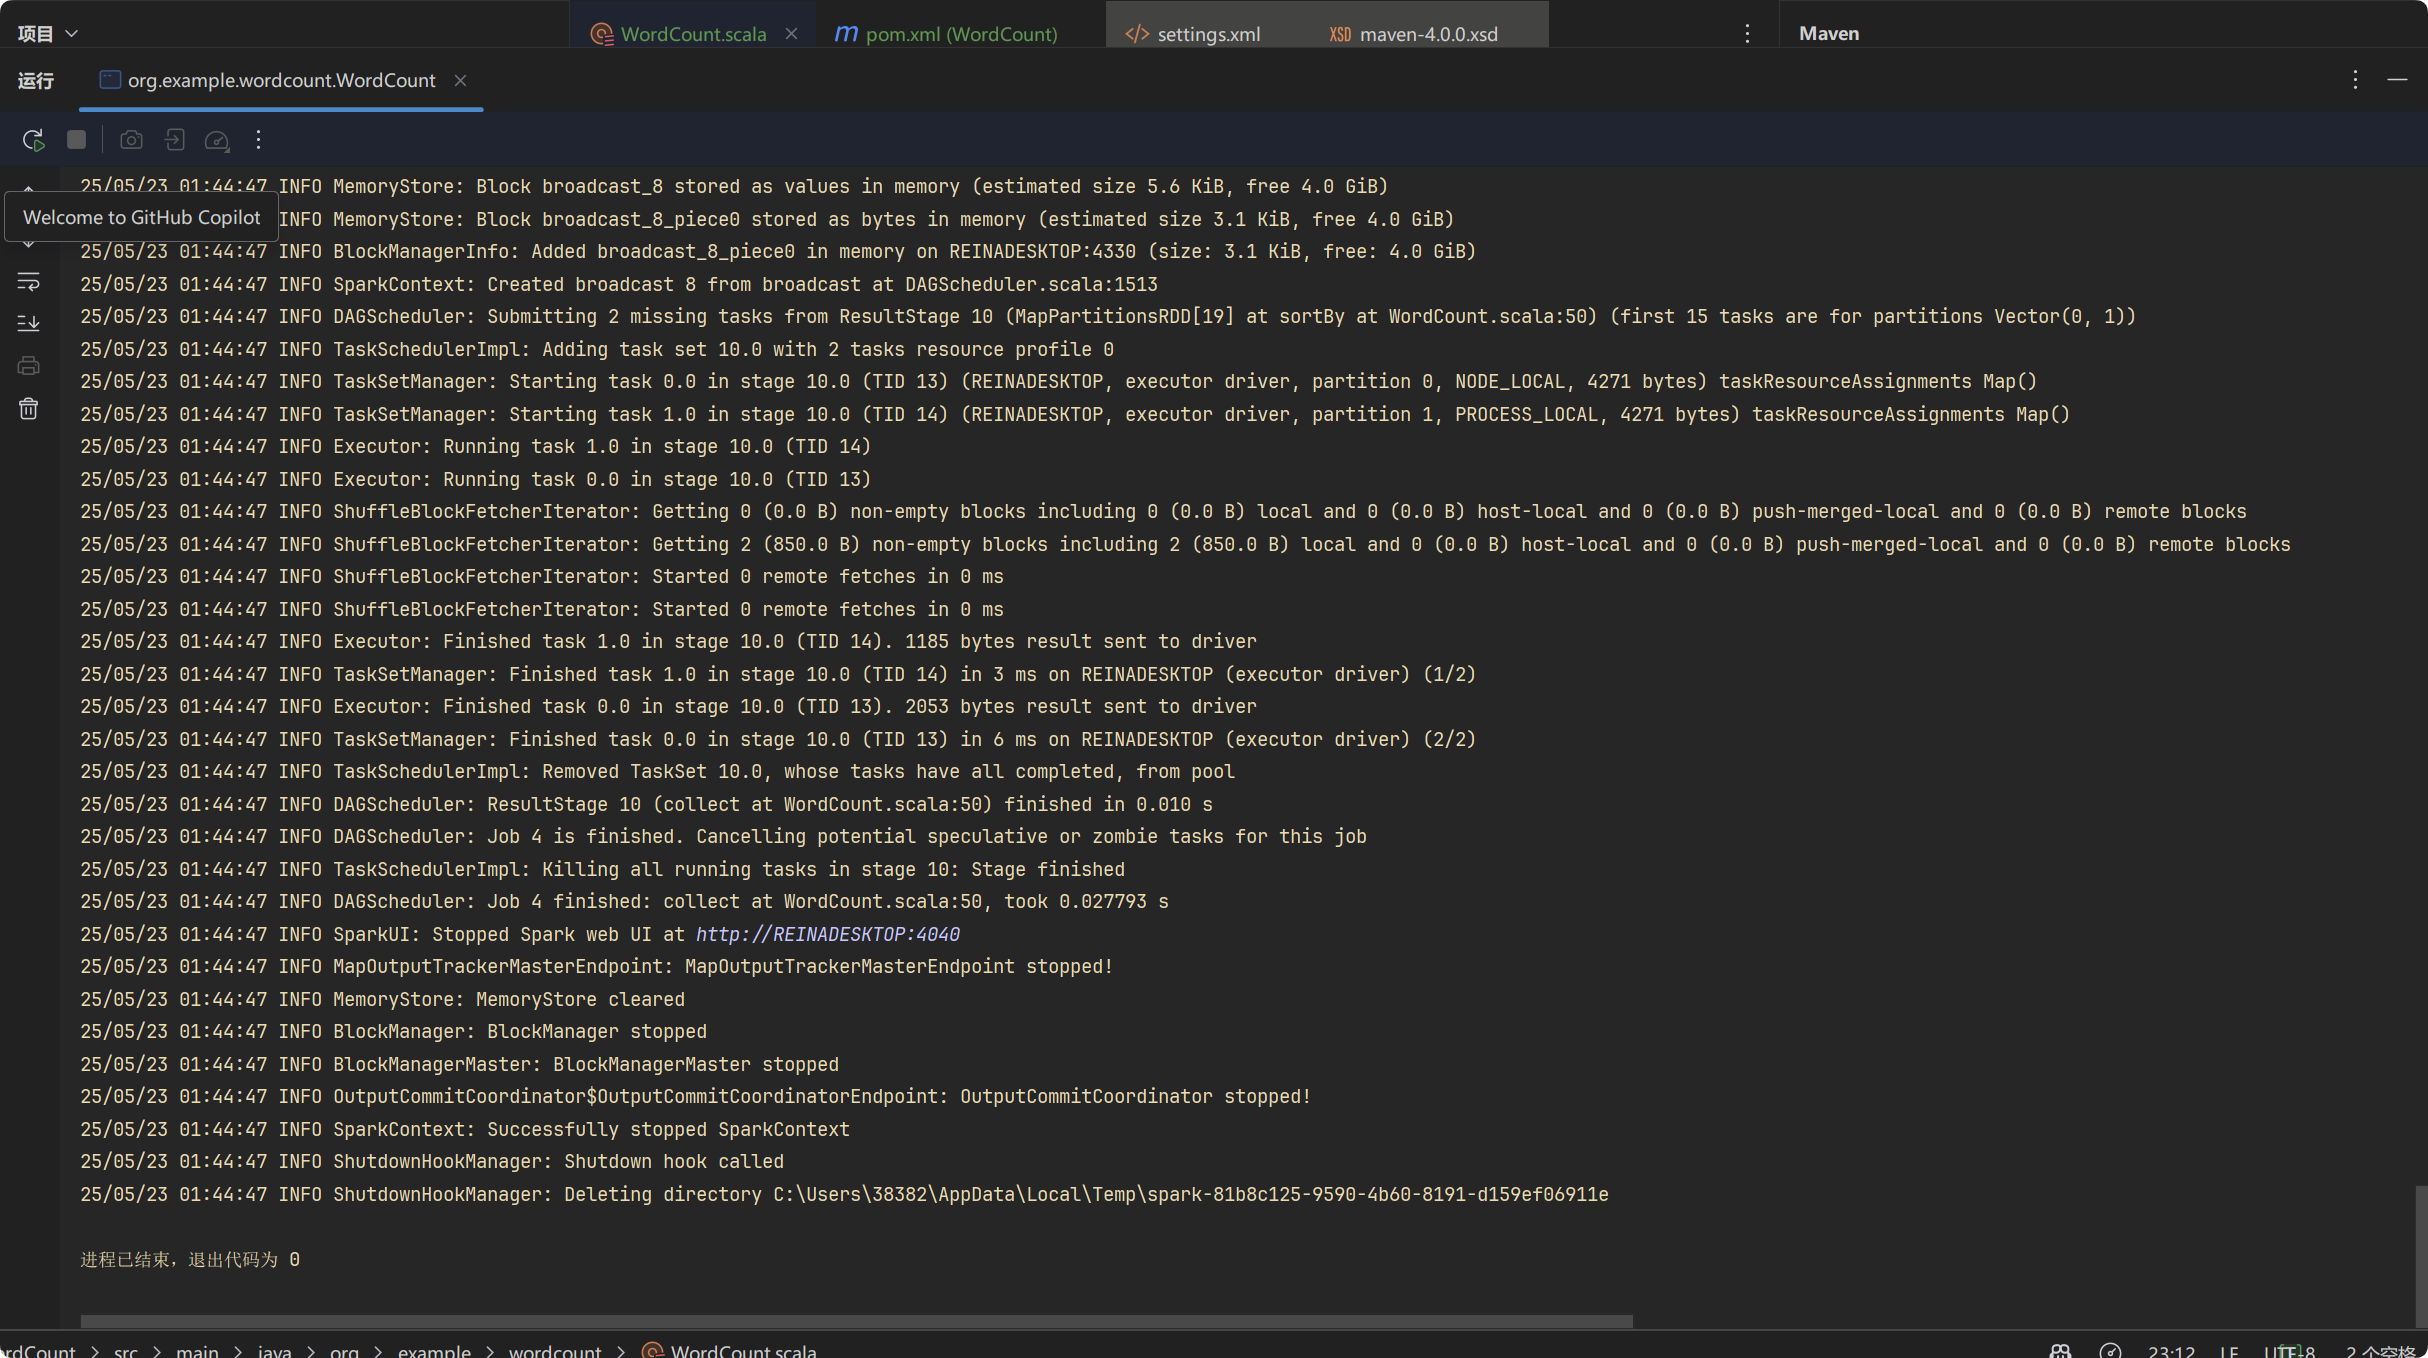 项目
WordCount.scala
pom.xml (WordCount)
settings.xml
XSD maven-4.0.0.xsd
Maven
运行
org.example.wordcount.WordCount
25/05/23 01:44:47 INFO MemoryStore: Block broadcast_8 stored as values in memory (estimated size 5.6 KiB, free 4.0 GiB)
Welcome to GitHub Copilot
INFO MemoryStore: Block broadcast_8_piece0 stored as bytes in memory (estimated size 3.1 KiB, free 4.0 GiB)
25/05/23 01:44:47 INFO BlockManagerInfo: Added broadcast_8_piece0 in memory on REINADESKTOP:4330 (size: 3.1 KiB, free: 4.0 GiB)
25/05/23 01:44:47 INFO SparkContext: Created broadcast 8 from broadcast at DAGScheduler.scala:1513
25/05/23 01:44:47 INFO DAGScheduler: Submitting 2 missing tasks from ResultStage 10 (MapPartitionsRDD[19] at sortBy at WordCount.scala:50) (first 15 tasks are for partitions Vector(0, 1))
25/05/23 01:44:47 INFO TaskSchedulerImpl: Adding task set 10.0 with 2 tasks resource profile 0
25/05/23 01:44:47 INFO TaskSetManager: Starting task 0.0 in stage 10.0 (TID 13) (REINADESKTOP, executor driver, partition 0, NODE_LOCAL, 4271 bytes) taskResourceAssignments Map()
25/05/23 01:44:47 INFO TaskSetManager: Starting task 1.0 in stage 10.0 (TID 14) (REINADESKTOP, executor driver, partition 1, PROCESS_LOCAL, 4271 bytes) taskResourceAssignments Map()
25/05/23 01:44:47 INFO Executor: Running task 1.0 in stage 10.0 (TID 14)
25/05/23 01:44:47 INFO Executor: Running task 0.0 in stage 10.0 (TID 13)
25/05/23 01:44:47 INFO ShuffleBlockFetcherIterator: Getting 0 (0.0 B) non-empty blocks including 0 (0.0 B) local and 0 (0.0 B) host-local and 0 (0.0 B) push-merged-local and 0 (0.0 B) remote blocks
25/05/23 01:44:47 INFO ShuffleBlockFetcherIterator: Getting 2 (850.0 B) non-empty blocks including 2 (850.0 B) local and 0 (0.0 B) host-local and 0 (0.0 B) push-merged-local and 0 (0.0 B) remote blocks
25/05/23 01:44:47 INFO ShuffleBlockFetcherIterator: Started 0 remote fetches in 0 ms
25/05/23 01:44:47 INFO ShuffleBlockFetcherIterator: Started 0 remote fetches in 0 ms
25/05/23 01:44:47 INFO Executor: Finished task 1.0 in stage 10.0 (TID 14). 1185 bytes result sent to driver
25/05/23 01:44:47 INFO TaskSetManager: Finished task 1.0 in stage 10.0 (TID 14) in 3 ms on REINADESKTOP (executor driver) (1/2)
25/05/23 01:44:47 INFO Executor: Finished task 0.0 in stage 10.0 (TID 13). 2053 bytes result sent to driver
25/05/23 01:44:47 INFO TaskSetManager: Finished task 0.0 in stage 10.0 (TID 13) in 6 ms on REINADESKTOP (executor driver) (2/2)
25/05/23 01:44:47 INFO TaskSchedulerImpl: Removed TaskSet 10.0, whose tasks have all completed, from pool
25/05/23 01:44:47 INFO DAGScheduler: ResultStage 10 (collect at WordCount.scala:50) finished in 0.010 s
25/05/23 01:44:47 INFO DAGScheduler: Job 4 is finished. Cancelling potential speculative or zombie tasks for this job
25/05/23 01:44:47 INFO TaskSchedulerImpl: Killing all running tasks in stage 10: Stage finished
25/05/23 01:44:47 INFO DAGScheduler: Job 4 finished: collect at WordCount.scala:50, took 0.027793 s
25/05/23 01:44:47 INFO SparkUI: Stopped Spark web UI at http://REINADESKTOP:4040
25/05/23 01:44:47 INFO MapOutputTrackerMasterEndpoint: MapOutputTrackerMasterEndpoint stopped!
25/05/23 01:44:47 INFO MemoryStore: MemoryStore cleared
25/05/23 01:44:47 INFO BlockManager: BlockManager stopped
25/05/23 01:44:47 INFO BlockManagerMaster: BlockManagerMaster stopped
25/05/23 01:44:47 INFO OutputCommitCoordinator$OutputCommitCoordinatorEndpoint: OutputCommitCoordinator stopped!
25/05/23 01:44:47 INFO SparkContext: Successfully stopped SparkContext
25/05/23 01:44:47 INFO ShutdownHookManager: Shutdown hook called
25/05/23 01:44:47 INFO ShutdownHookManager: Deleting directory C:\Users\38382\AppData\Local\Temp\spark-81b8c125-9590-4b60-8191-d159ef06911e
进程已结束，退出代码为 0
rdCount > src > main > java > org > example > wordcount > WordCount.scala
23:12 LF UTF-8 2 个空格